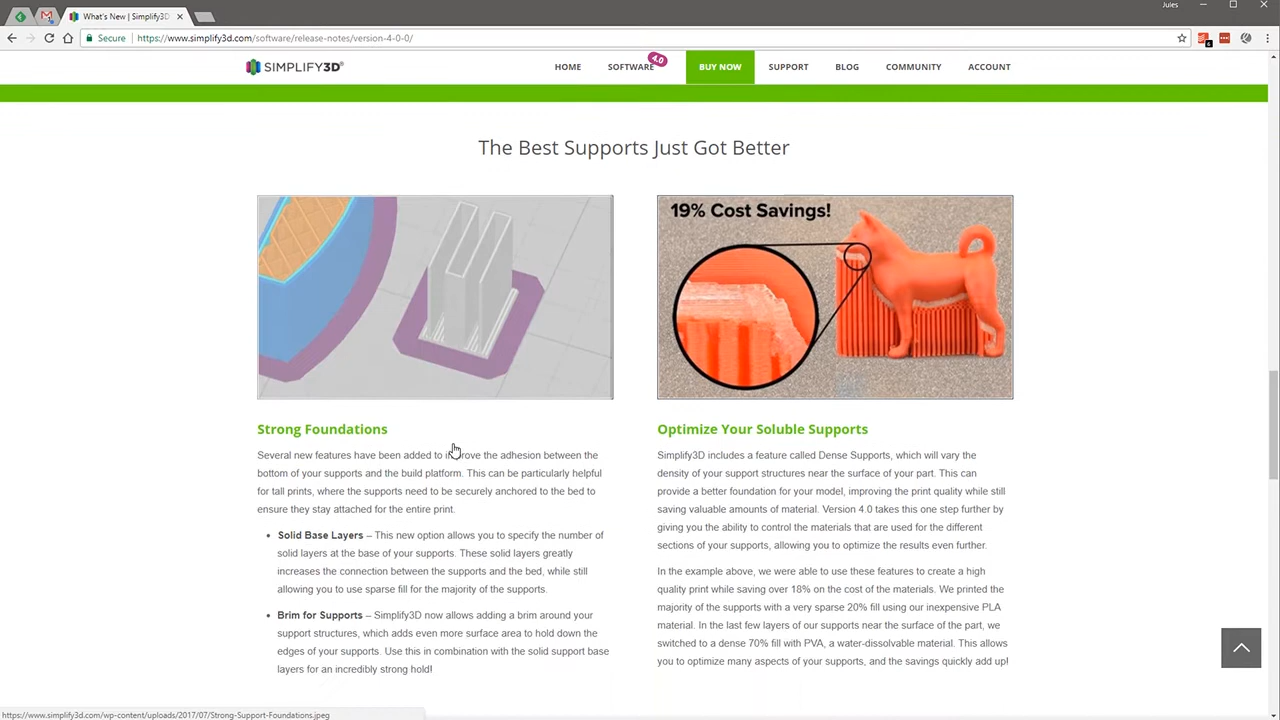 Jules
What's New | Simplify3D
Secure
https://www.simplify3d.com/software/release-notes/version-4-0-0/
SIMPLIFY3D
HOME
SOFTWARE
4.0
BUY NOW
SUPPORT
BLOG
COMMUNITY
ACCOUNT
The Best Supports Just Got Better
19% Cost Savings!
Strong Foundations
Several new features have been added to improve the adhesion between the
bottom of your supports and the build platform. This can be particularly helpful
for tall prints, where the supports need to be securely anchored to the bed to
ensure they stay attached for the entire print.
• Solid Base Layers – This new option allows you to specify the number of
solid layers at the base of your supports. These solid layers greatly
increases the connection between the supports and the bed, while still
allowing you to use sparse fill for the majority of the supports.
• Brim for Supports – Simplify3D now allows adding a brim around your
support structures, which adds even more surface area to hold down the
edges of your supports. Use this in combination with the solid support base
layers for an incredibly strong hold!
Optimize Your Soluble Supports
Simplify3D includes a feature called Dense Supports, which will vary the
density of your support structures near the surface of your part. This can
provide a better foundation for your model, improving the print quality while still
saving valuable amounts of material. Version 4.0 takes this one step further by
giving you the ability to control the materials that are used for the different
sections of your supports, allowing you to optimize the results even further.
In the example above, we were able to use these features to create a high
quality print while saving over 18% on the cost of the materials. We printed the
majority of the supports with a very sparse 20% fill using our inexpensive PLA
material. In the last few layers of our supports near the surface of the part, we
switched to a dense 70% fill with PVA, a water-dissolvable material. This allows
you to optimize many aspects of your supports, and the savings quickly add up!
https://www.simplify3d.com/wp-content/uploads/2017/07/Strong-Support-Foundations.jpeg